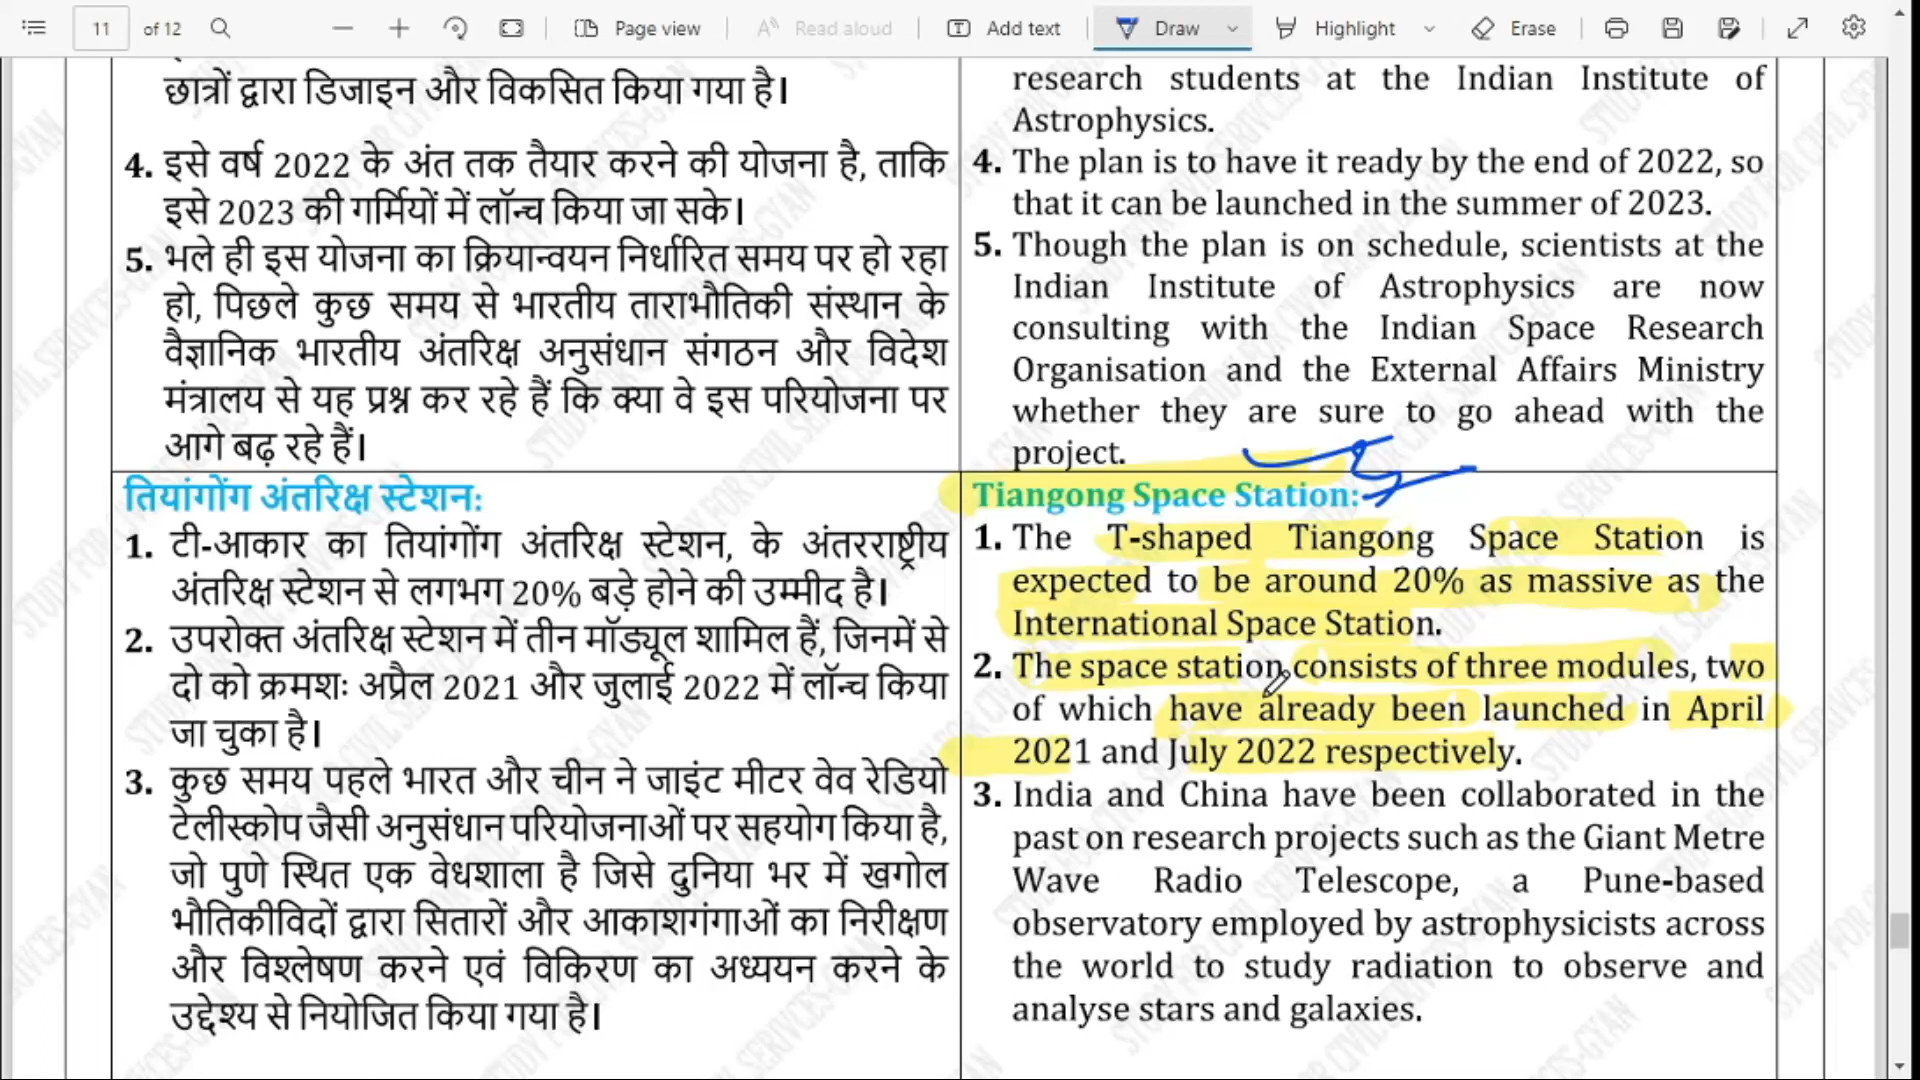 11 of 12
Page view
Read aloud
Add text
Draw
Highlight
Erase
छात्रों द्वारा डिजाइन और विकसित किया गया है।
4. इसे वर्ष 2022 के अंत तक तैयार करने की योजना है, ताकि
इसे 2023 की गर्मियों में लॉन्च किया जा सके।
5. भले ही इस योजना का क्रियान्वयन निर्धारित समय पर हो रहा
हो, पिछले कुछ समय से भारतीय ताराभौतिकी संस्थान के
वैज्ञानिक भारतीय अंतरिक्ष अनुसंधान संगठन और विदेश
मंत्रालय से यह प्रश्न कर रहे हैं कि क्या वे इस परियोजना पर
आगे बढ़ रहे हैं।
research students at the Indian Institute of
Astrophysics.
4. The plan is to have it ready by the end of 2022, so
that it can be launched in the summer of 2023.
5. Though the plan is on schedule, scientists at the
Indian Institute of Astrophysics are now
consulting with the Indian Space Research
Organisation and the External Affairs Ministry
whether they are sure to go ahead with the
project.
तियांगोंग अंतरिक्ष स्टेशन:
1. टी-आकार का तियांगोंग अंतरिक्ष स्टेशन, के अंतरराष्ट्रीय
अंतरिक्ष स्टेशन से लगभग 20% बड़े होने की उम्मीद है।
2. उपरोक्त अंतरिक्ष स्टेशन में तीन मॉड्यूल शामिल हैं, जिनमें से
दो को क्रमशः अप्रैल 2021 और जुलाई 2022 में लॉन्च किया
जा चुका है।
3. कुछ समय पहले भारत और चीन ने जाइंट मीटर वेव रेडियो
टेलीस्कोप जैसी अनुसंधान परियोजनाओं पर सहयोग किया है,
जो पुणे स्थित एक वेधशाला है जिसे दुनिया भर में खगोल
भौतिकीविदों द्वारा सितारों और आकाशगंगाओं का निरीक्षण
और विश्लेषण करने एवं विकिरण का अध्ययन करने के
उद्देश्य से नियोजित किया गया है।
Tiangong Space Station:
1. The T-shaped Tiangong Space Station is
expected to be around 20% as massive as the
International Space Station.
2. The space station consists of three modules, two
of which have already been launched in April
2021 and July 2022 respectively.
3. India and China have been collaborated in the
past on research projects such as the Giant Metre
Wave Radio Telescope, a Pune-based
observatory employed by astrophysicists across
the world to study radiation to observe and
analyse stars and galaxies.